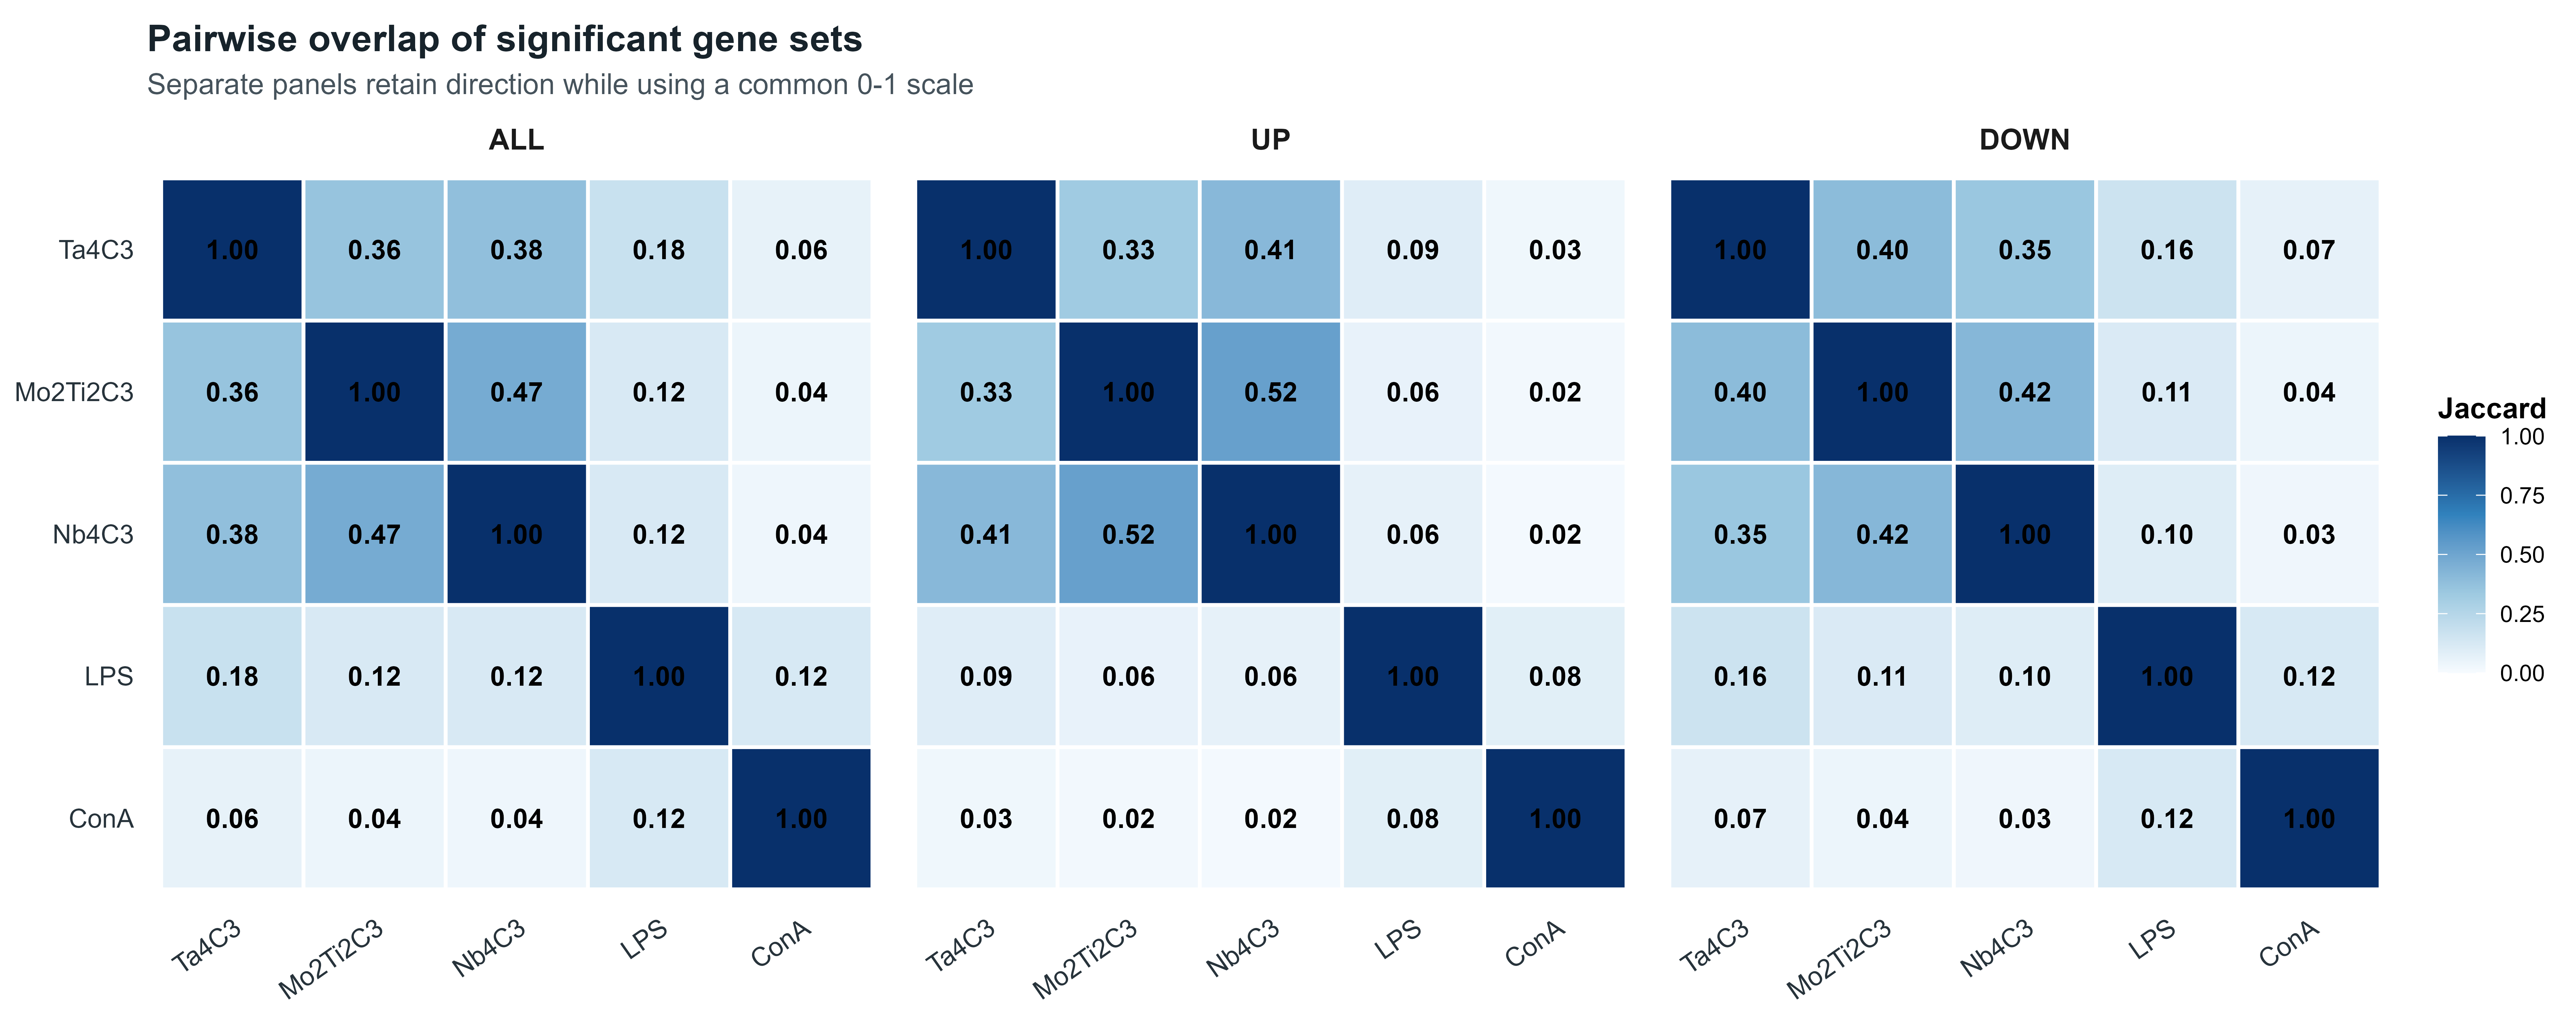 Pairwise overlap of significant gene sets
Separate panels retain direction while using a common 0-1 scale
ALL UP DOWN
Ta4C3 1.00 0.36 0.38 0.18 0.06 1.00 0.33 0.41 0.09 0.03 1.00 0.40 0.35 0.16 0.07
Mo2Ti2C3 0.36 1.00 0.47 0.12 0.04 0.33 1.00 0.52 0.06 0.02 0.40 1.00 0.42 0.11 0.04
Nb4C3 0.38 0.47 1.00 0.12 0.04 0.41 0.52 1.00 0.06 0.02 0.35 0.42 1.00 0.10 0.03
LPS 0.18 0.12 0.12 1.00 0.12 0.09 0.06 0.06 1.00 0.08 0.16 0.11 0.10 1.00 0.12
ConA 0.06 0.04 0.04 0.12 1.00 0.03 0.02 0.02 0.08 1.00 0.07 0.04 0.03 0.12 1.00
Ta4C3 Mo2Ti2C3 Nb4C3 LPS ConA Ta4C3 Mo2Ti2C3 Nb4C3 LPS ConA Ta4C3 Mo2Ti2C3 Nb4C3 LPS ConA
Jaccard
1.00
0.75
0.50
0.25
0.00